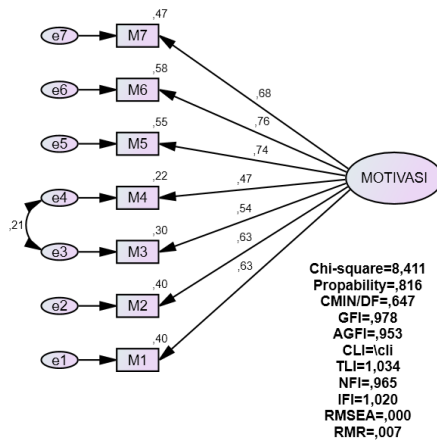 ,47
e7 M7
,68
,58
e6 M6
,76
,55
e5 M5
,74
MOTIVASI
,22
e4 M4
,47
,21
,30
e3 M3
,54
,40
e2 M2
,63
,40
e1 M1
,63
Chi-square=8,411
Propability=,816
CMIN/DF=,647
GFI=,978
AGFI=,953
CLI=\cli
TLI=1,034
NFI=,965
IFI=1,020
RMSEA=,000
RMR=,007